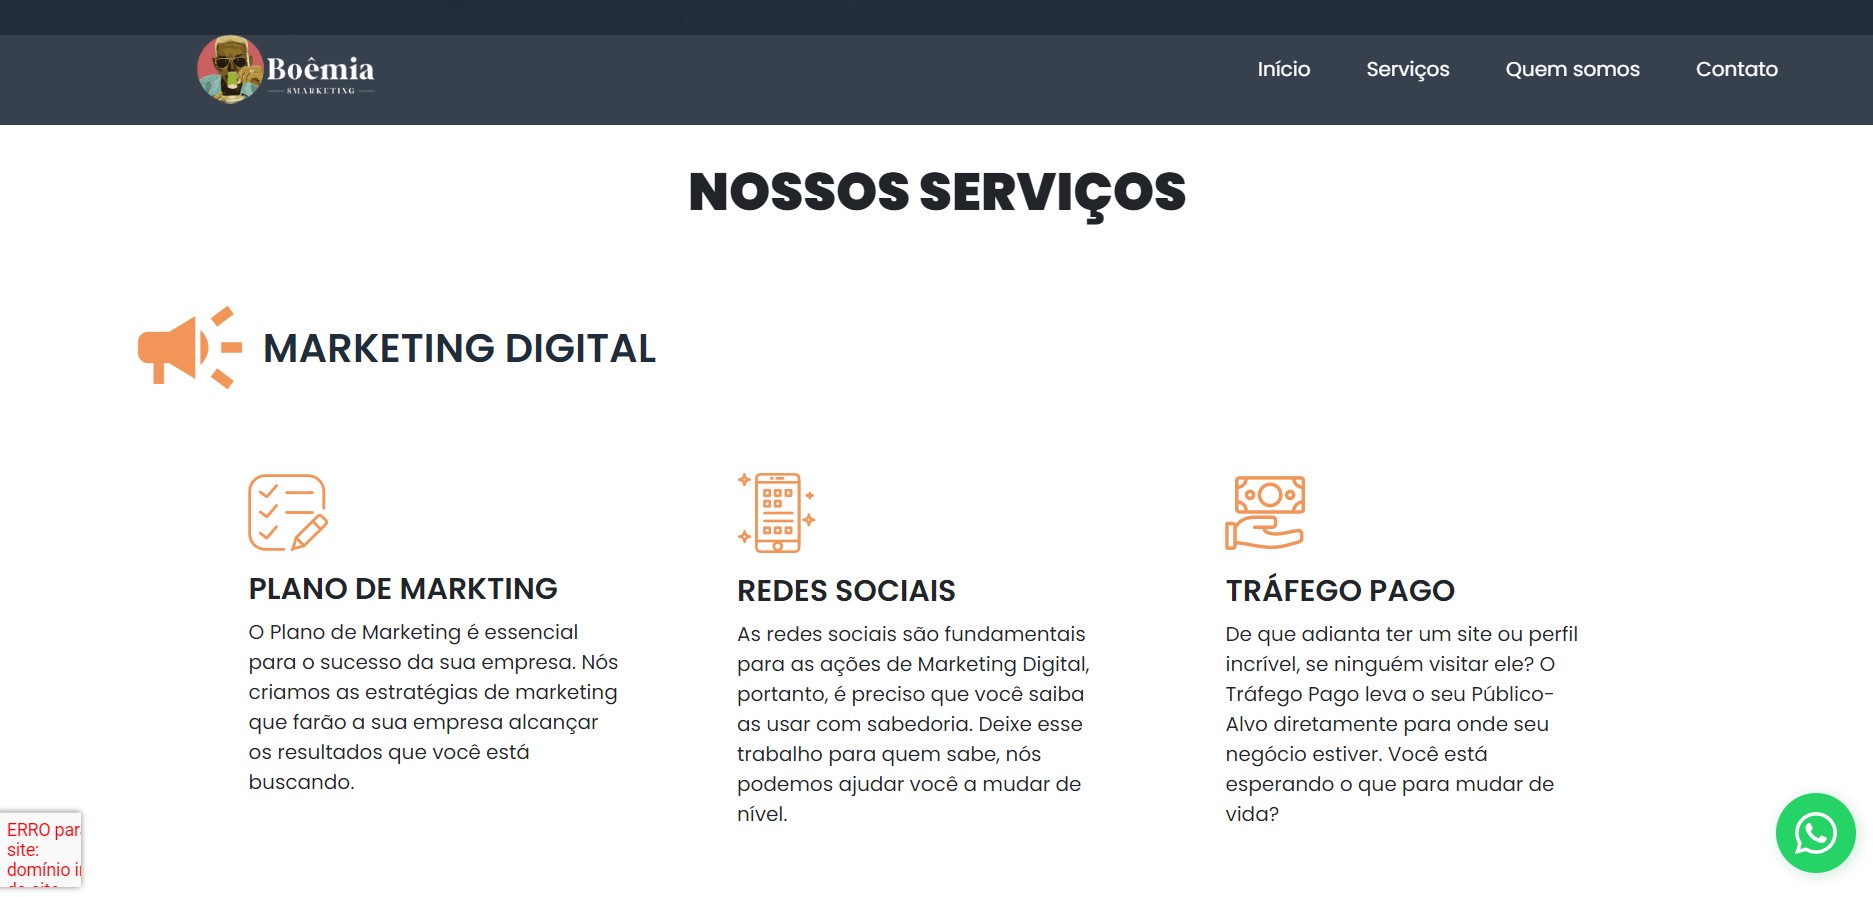 Boêmia
SMARKETING
Início Serviços Quem somos Contato
NOSSOS SERVIÇOS
MARKETING DIGITAL
PLANO DE MARKTING
O Plano de Marketing é essencial
para o sucesso da sua empresa. Nós
criamos as estratégias de marketing
que farão a sua empresa alcançar
os resultados que você está
buscando.
REDES SOCIAIS
As redes sociais são fundamentais
para as ações de Marketing Digital,
portanto, é preciso que você saiba
as usar com sabedoria. Deixe esse
trabalho para quem sabe, nós
podemos ajudar você a mudar de
nível.
TRÁFEGO PAGO
De que adianta ter um site ou perfil
incrível, se ninguém visitar ele? O
Tráfego Pago leva o seu Público-
Alvo diretamente para onde seu
negócio estiver. Você está
esperando o que para mudar de
vida?
ERRO par
site:
domínio i